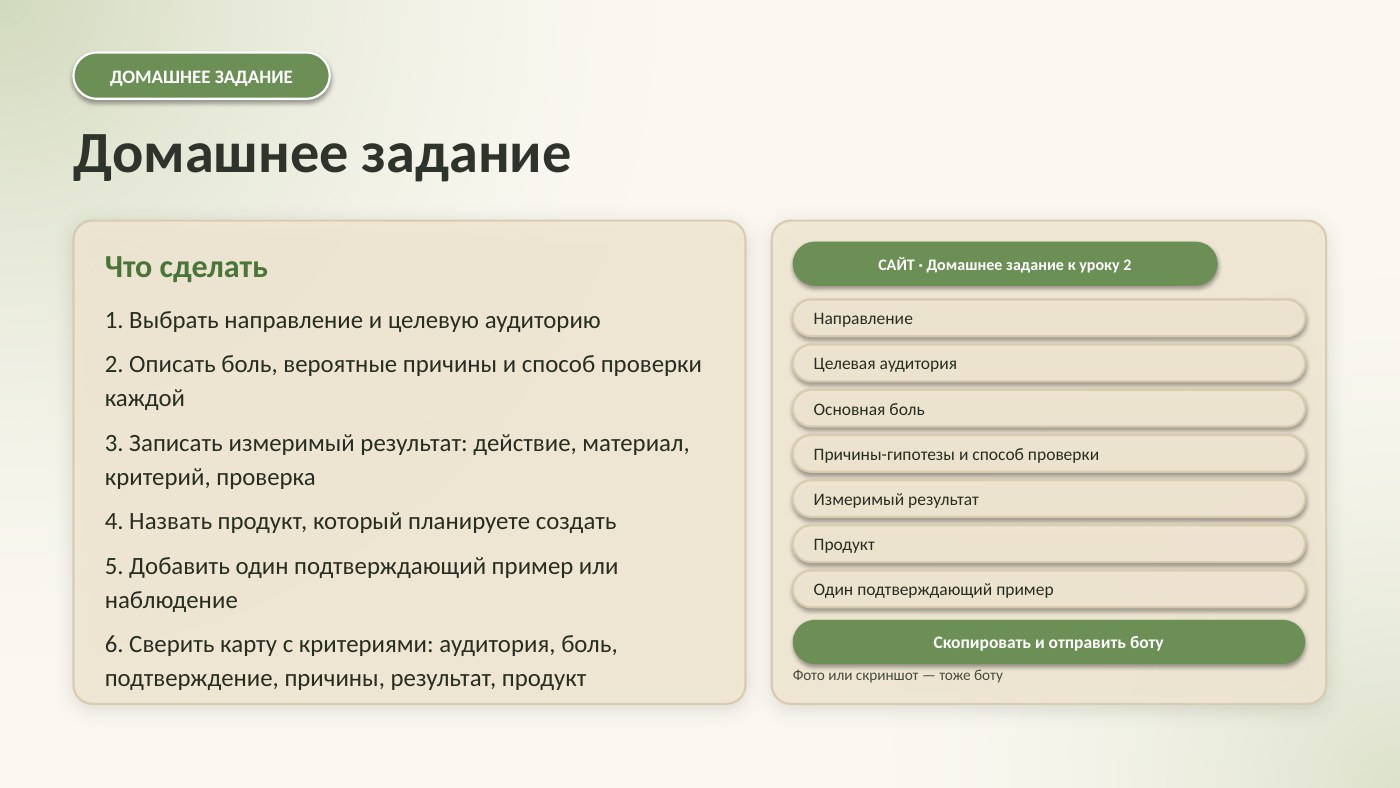 ДОМАШНЕЕ ЗАДАНИЕ
Домашнее задание
Что сделать
1. Выбрать направление и целевую аудиторию
2. Описать боль, вероятные причины и способ проверки
каждой
3. Записать измеримый результат: действие, материал,
критерий, проверка
4. Назвать продукт, который планируете создать
5. Добавить один подтверждающий пример или
наблюдение
6. Сверить карту с критериями: аудитория, боль,
подтверждение, причины, результат, продукт
САЙТ · Домашнее задание к уроку 2
Направление
Целевая аудитория
Основная боль
Причины-гипотезы и способ проверки
Измеримый результат
Продукт
Один подтверждающий пример
Скопировать и отправить боту
Фото или скриншот — тоже боту